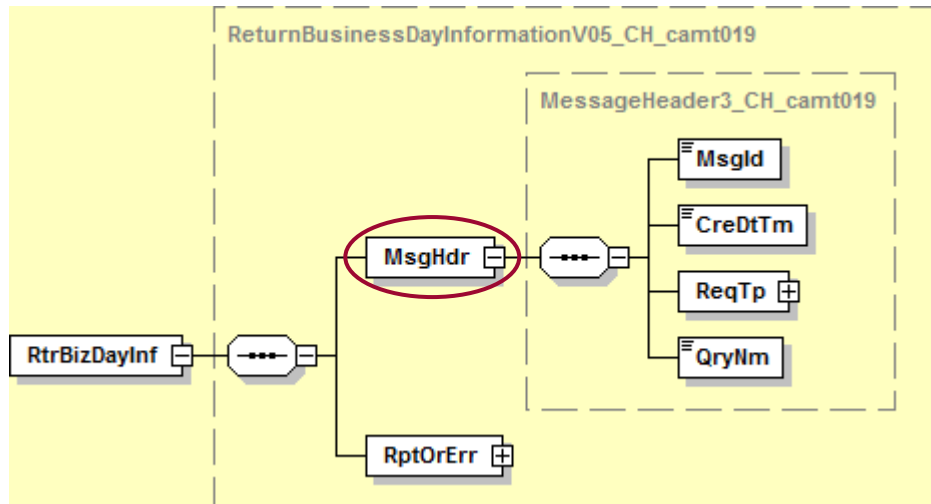 ReturnBusinessDayInformationV05_CH_camt019
MessageHeader3_CH_camt019
MsgId
CreDtTm
MsgHdr
ReqTp
QryNm
RtrBizDayInf
RptOrErr